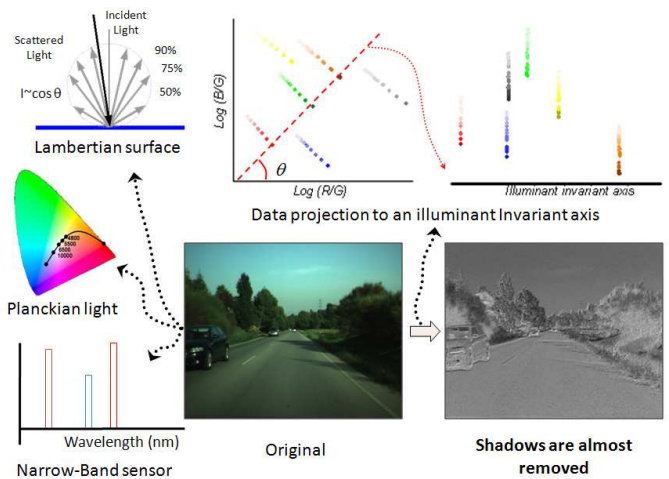 Incident
Light
Scattered
Light
90%
75%
50%
I~cos θ
Lambertian surface
Log (B/G)
θ
Log (R/G)
Illuminant invariant axis
Data projection to an illuminant Invariant axis
4800
5500
6500
10000
Planckian light
Wavelength (nm)
Narrow-Band sensor
Original
Shadows are almost
removed